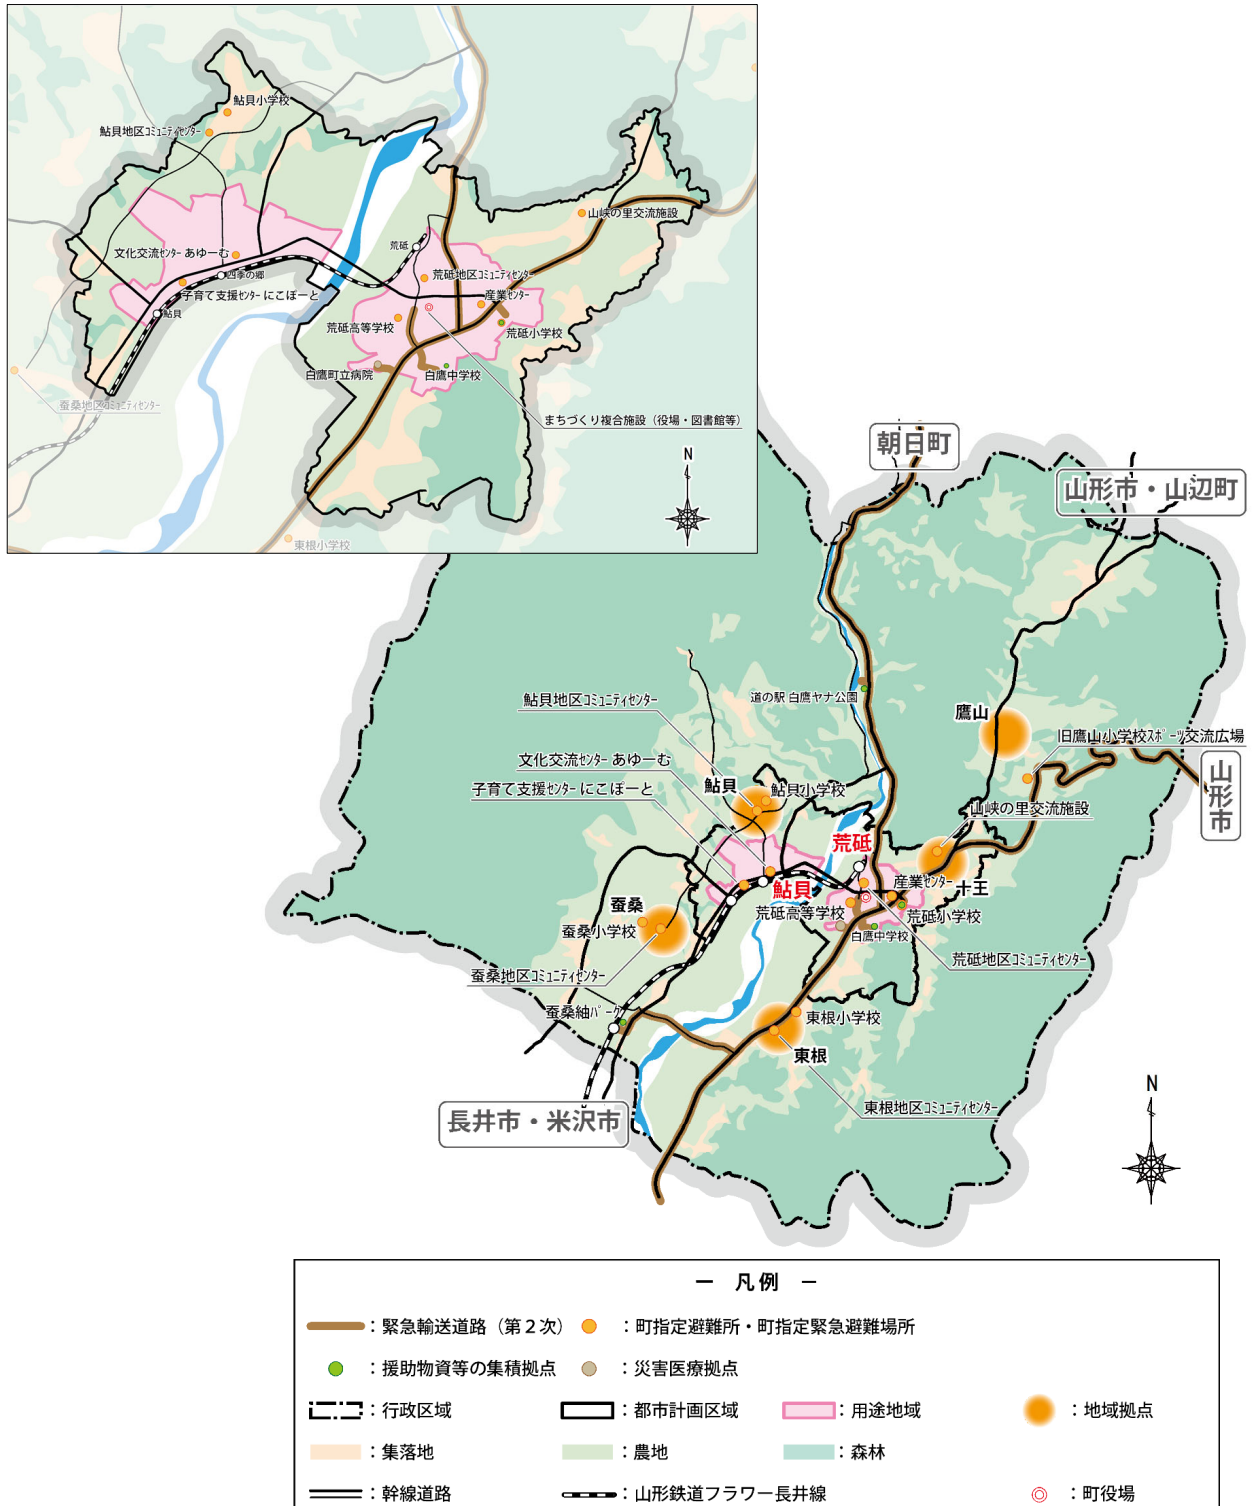 鮎貝小学校
鮎貝地区コミュニティセンター
山峡の里交流施設
荒砥
文化交流センター あゆーむ
四季の郷
荒砥地区コミュニティセンター
子育て支援センター にこぽーと
産業センター
鮎貝
荒砥高等学校
荒砥小学校
白鷹町立病院
白鷹中学校
蚕桑地区コミュニティセンター
まちづくり複合施設（役場・図書館等）
N
東根小学校
朝日町
山形市・山辺町
鮎貝地区コミュニティセンター
道の駅 白鷹ヤナ公園
鷹山
旧鷹山小学校スポーツ交流広場
文化交流センター あゆーむ
山形市
鮎貝
鮎貝小学校
子育て支援センター にこぽーと
山峡の里交流施設
荒砥
産業センター
十王
鮎貝
蚕桑
荒砥高等学校
荒砥小学校
蚕桑小学校
白鷹中学校
荒砥地区コミュニティセンター
蚕桑地区コミュニティセンター
蚕桑紬パーク
東根小学校
東根
N
東根地区コミュニティセンター
長井市・米沢市
― 凡例 ―
：緊急輸送道路（第２次）
：町指定避難所・町指定緊急避難場所
：援助物資等の集積拠点
：災害医療拠点
：行政区域
：都市計画区域
：用途地域
：地域拠点
：集落地
：農地
：森林
：幹線道路
：山形鉄道フラワー長井線
：町役場